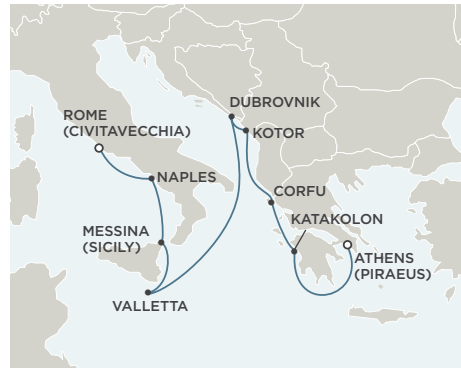 DUBROVNIK
ROME
(CIVITAVECCHIA)
KOTOR
NAPLES
CORFU
KATAKOLON
MESSINA
(SICILY)
ATHENS
(PIRAEUS)
VALLETTA